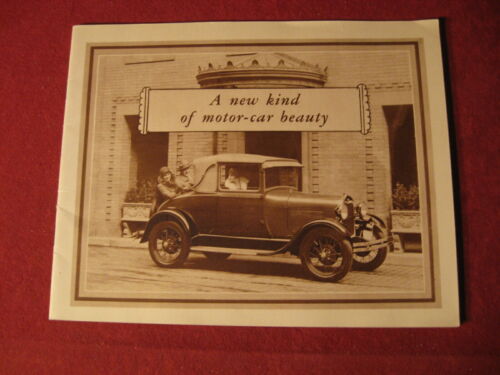 A new kind
of motor-car beauty